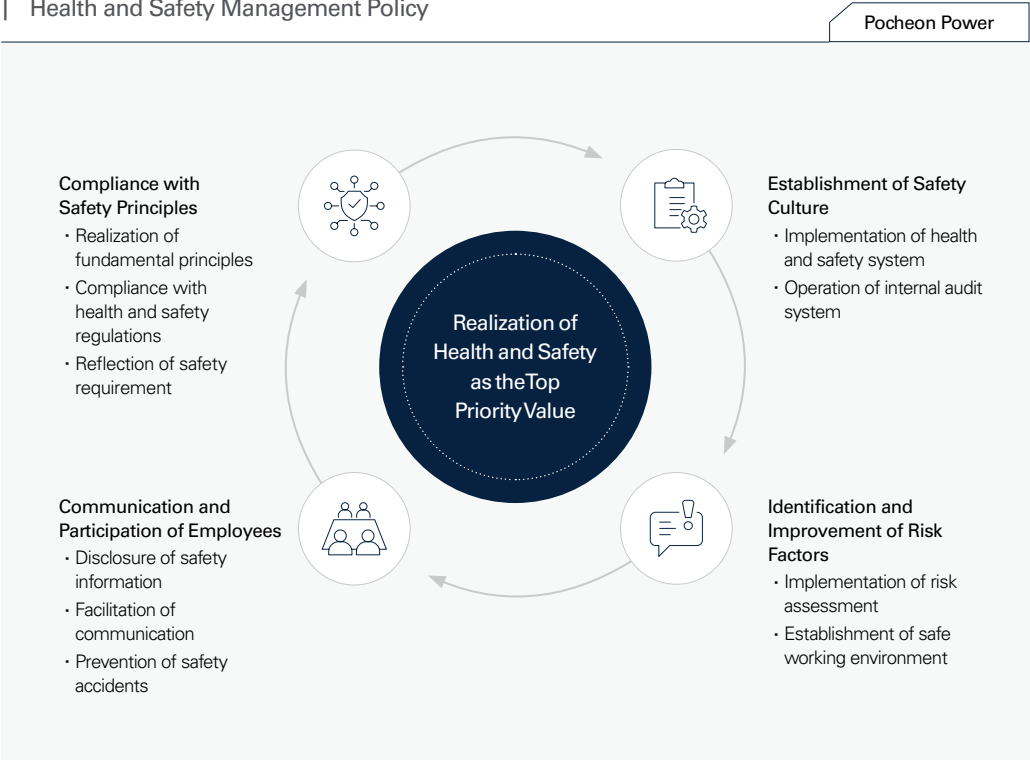 Health and Safety Management Policy
Pocheon Power
Compliance with
Safety Principles
· Realization of
fundamental principles
· Compliance with
health and safety
regulations
· Reflection of safety
requirement
Establishment of Safety
Culture
· Implementation of health
and safety system
· Operation of internal audit
system
Realization of
Health and Safety
as the Top
Priority Value
Communication and
Participation of Employees
· Disclosure of safety
information
· Facilitation of
communication
· Prevention of safety
accidents
Identification and
Improvement of Risk
Factors
· Implementation of risk
assessment
· Establishment of safe
working environment